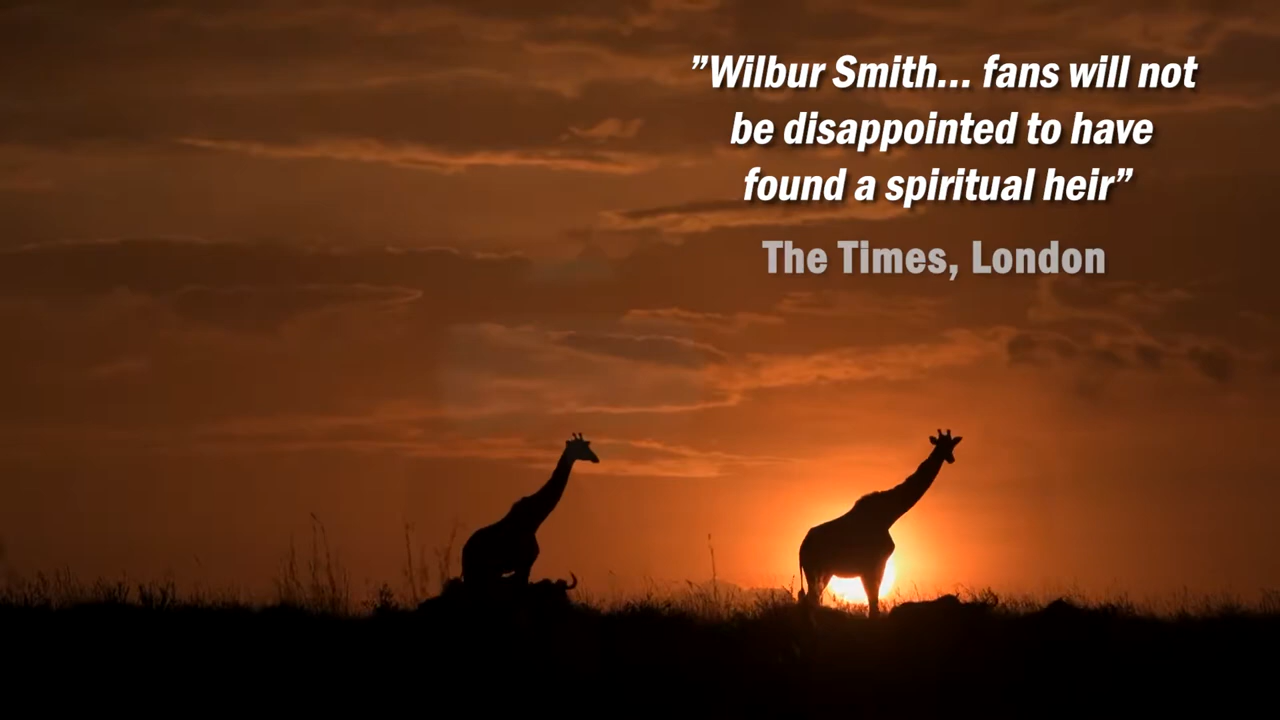 ”Wilbur Smith... fans will not
be disappointed to have
found a spiritual heir”
The Times, London